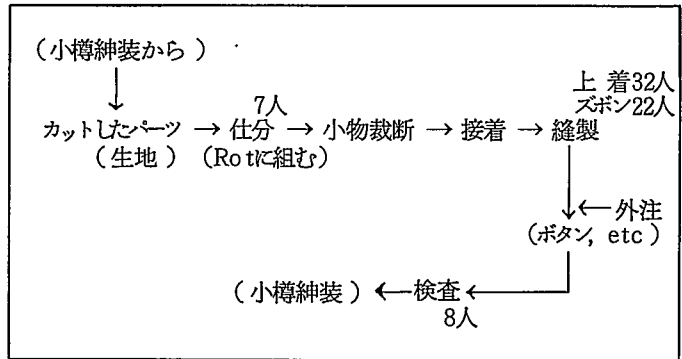 (小樽紳装から)
上 着32人
ズボン22人
7人
カットしたパーツ → 仕分 → 小物裁断 → 接着 → 縫製
(生地) (Rotに組む)
←外注
(ボタン, etc)
(小樽紳装) ←検査←
8人